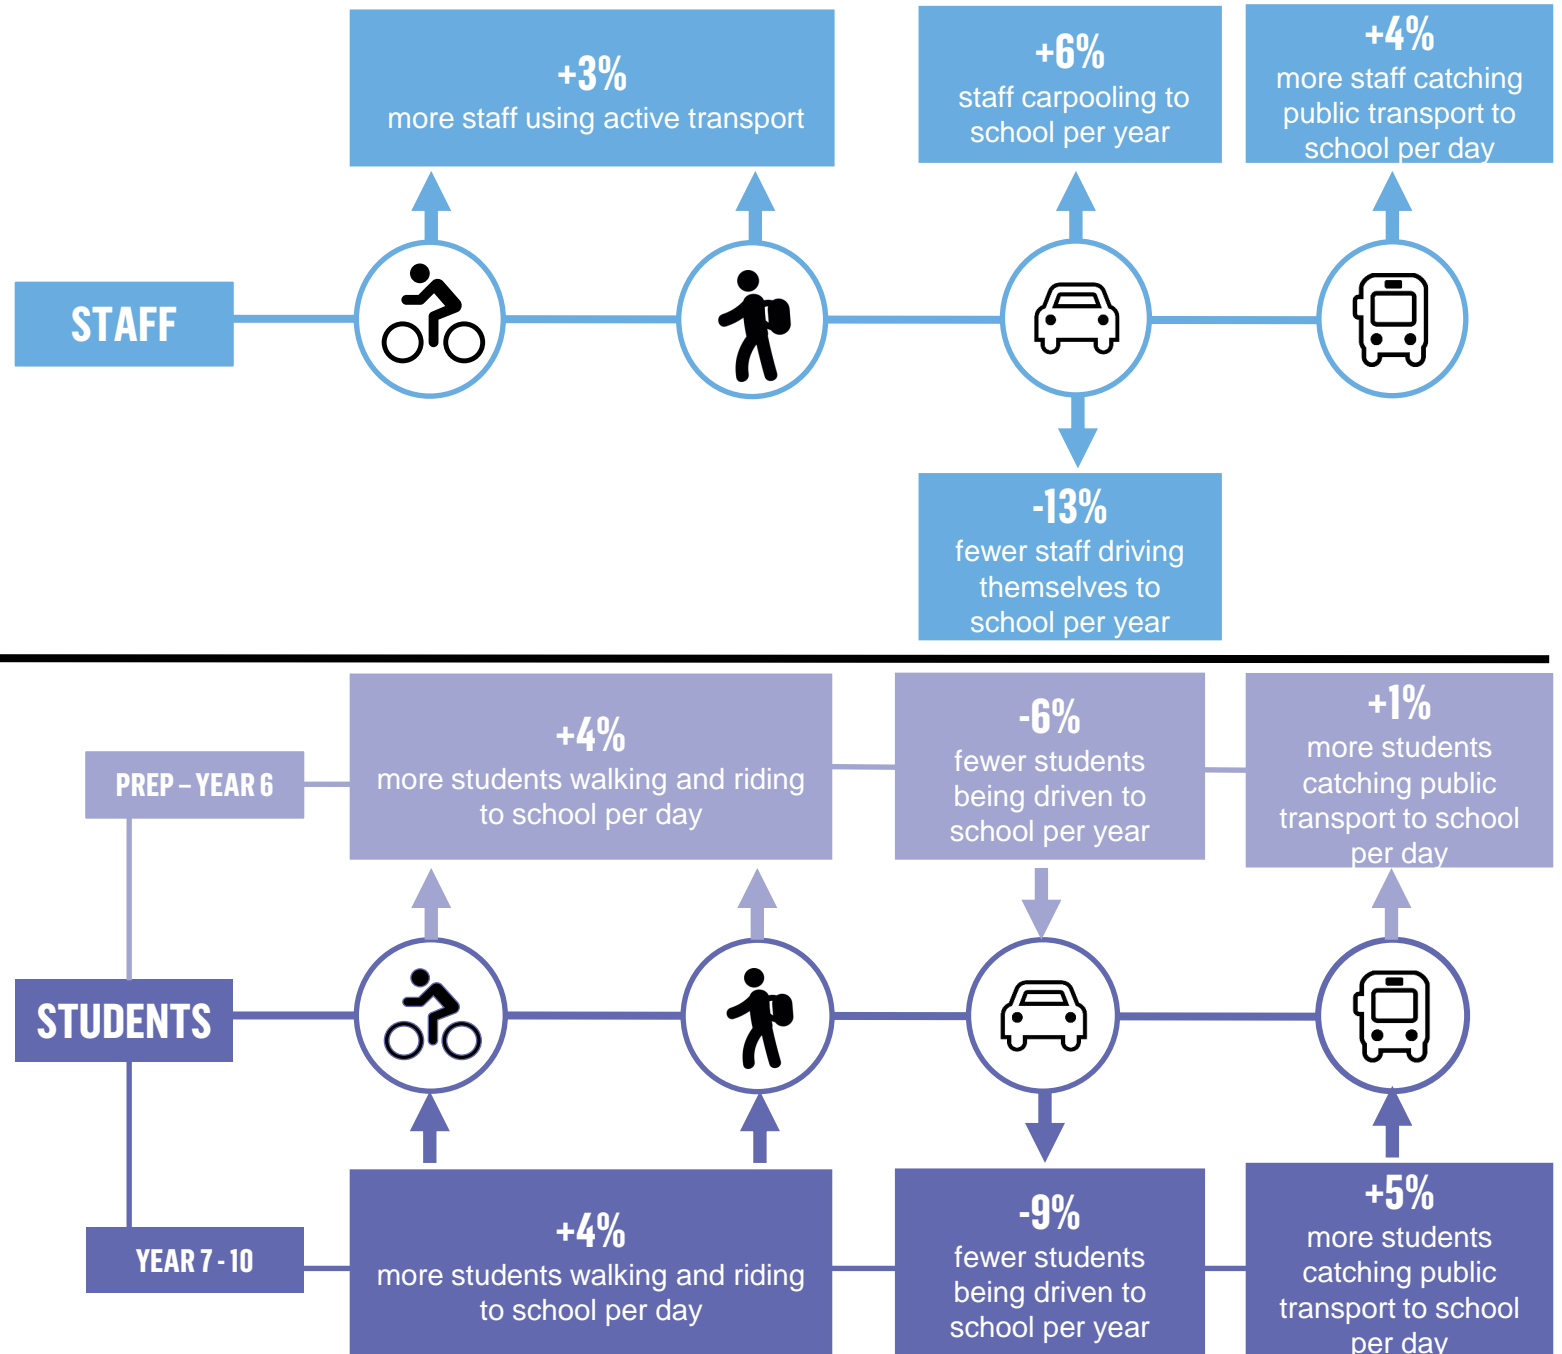 +3%
more staff using active transport
+6%
staff carpooling to
school per year
+4%
more staff catching
public transport to
school per day
STAFF
-13%
fewer staff driving
themselves to
school per year
PREP – YEAR 6
+4%
more students walking and riding
to school per day
-6%
fewer students
being driven to
school per year
+1%
more students
catching public
transport to school
per day
STUDENTS
YEAR 7 - 10
+4%
more students walking and riding
to school per day
-9%
fewer students
being driven to
school per year
+5%
more students
catching public
transport to school
per day